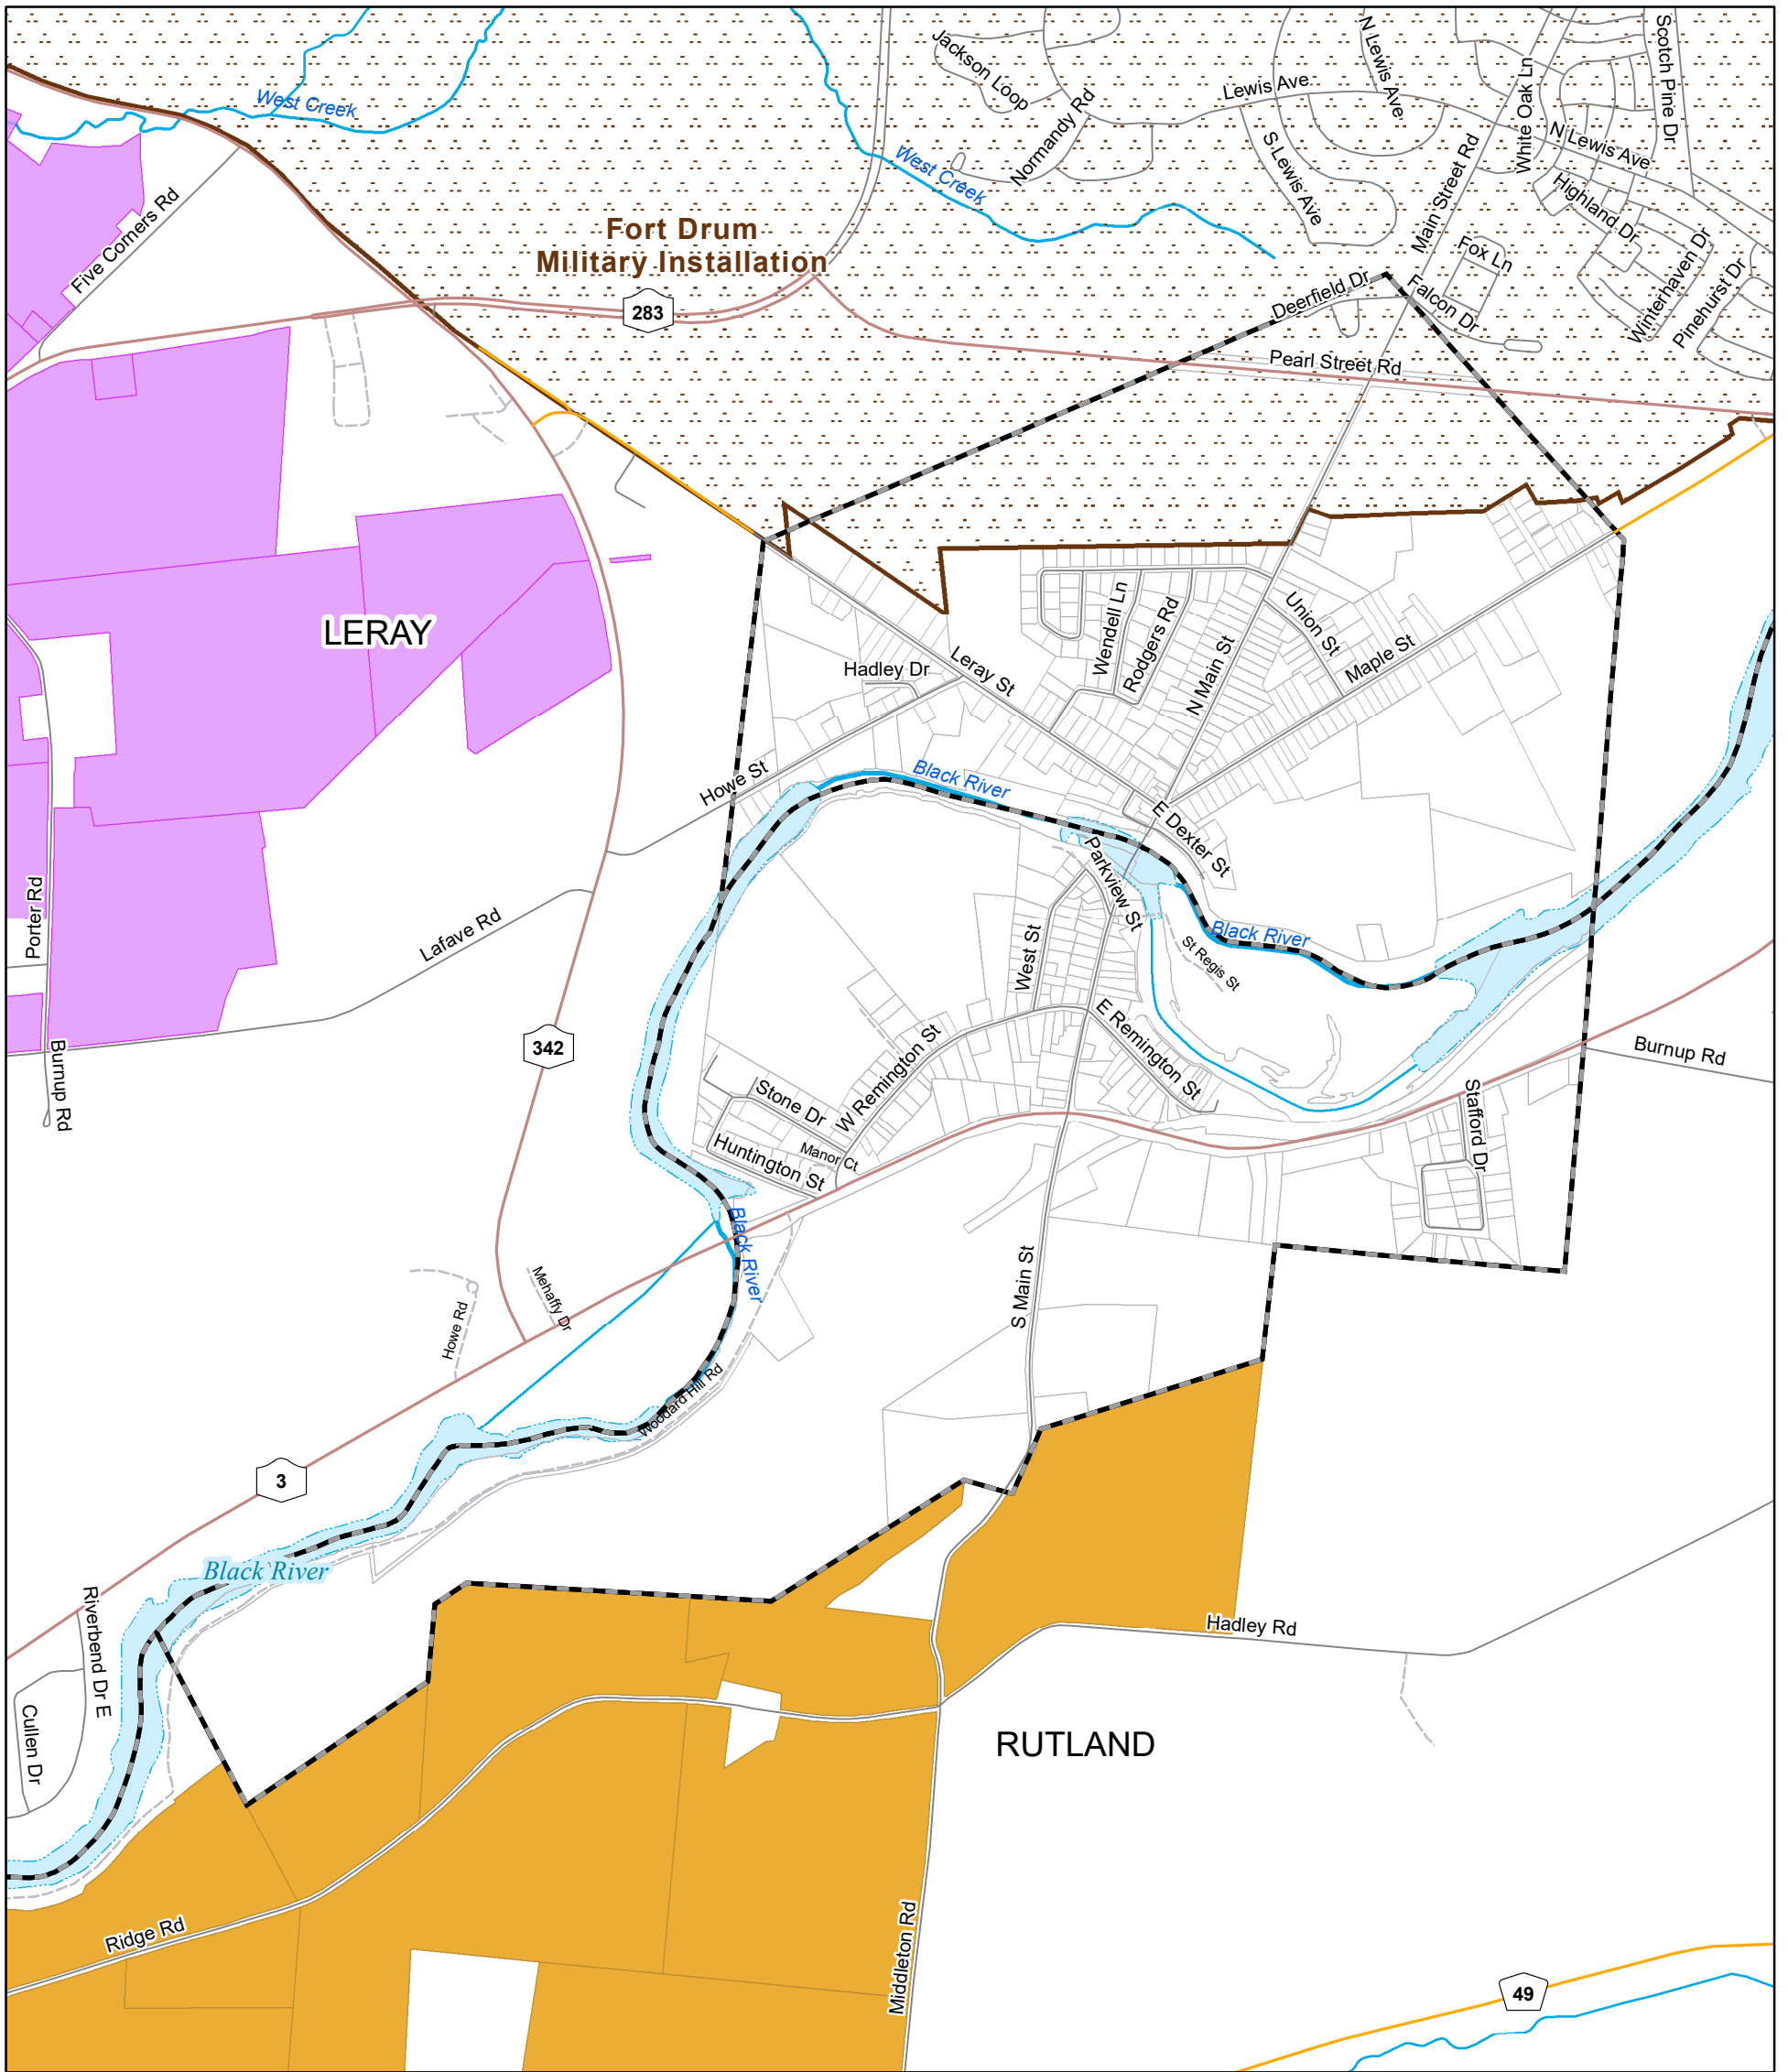 Jackson Loop
N Lewis Ave
White Oak Ln
Scotch Pine Dr
West Creek
Lewis Ave
Normandy Rd
West Creek
S Lewis Ave
Main Street Rd
N Lewis Ave
Highland Dr
Five Corners Rd
Fort Drum
Military Installation
283
Fox Ln
Winterhaven Dr
Pinehurst Dr
Deerfield Dr
Falcon Dr
Pearl Street Rd
LERAY
Wendell Ln
Rodgers Rd
Union St
Hadley Dr
Leray St
N Main St
Maple St
Howe St
Black River
E Dexter St
Parkview St
Porter Rd
Lafave Rd
West St
Black River
St Regis St
342
Burnup Rd
E Remington St
W Remington St
Burnup Rd
Stone Dr
Stafford Dr
Manor Ct
Huntington St
Black River
S Main St
Mehaffy Dr
Howe Rd
Woodard Hill Rd
3
Black River
Riverbend Dr E
Hadley Rd
Cullen Dr
RUTLAND
Ridge Rd
Middleton Rd
49